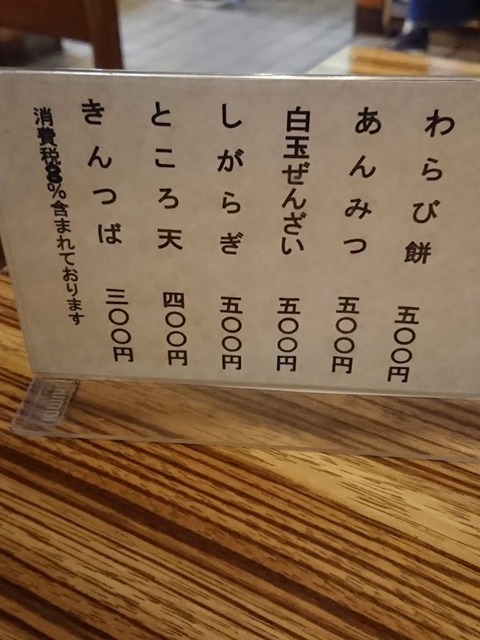 わらび餅 五〇〇円
あんみつ 五〇〇円
白玉ぜんざい 五〇〇円
しがらぎ 五〇〇円
ところ天 四〇〇円
きんつば 三〇〇円
消費税8%含まれております